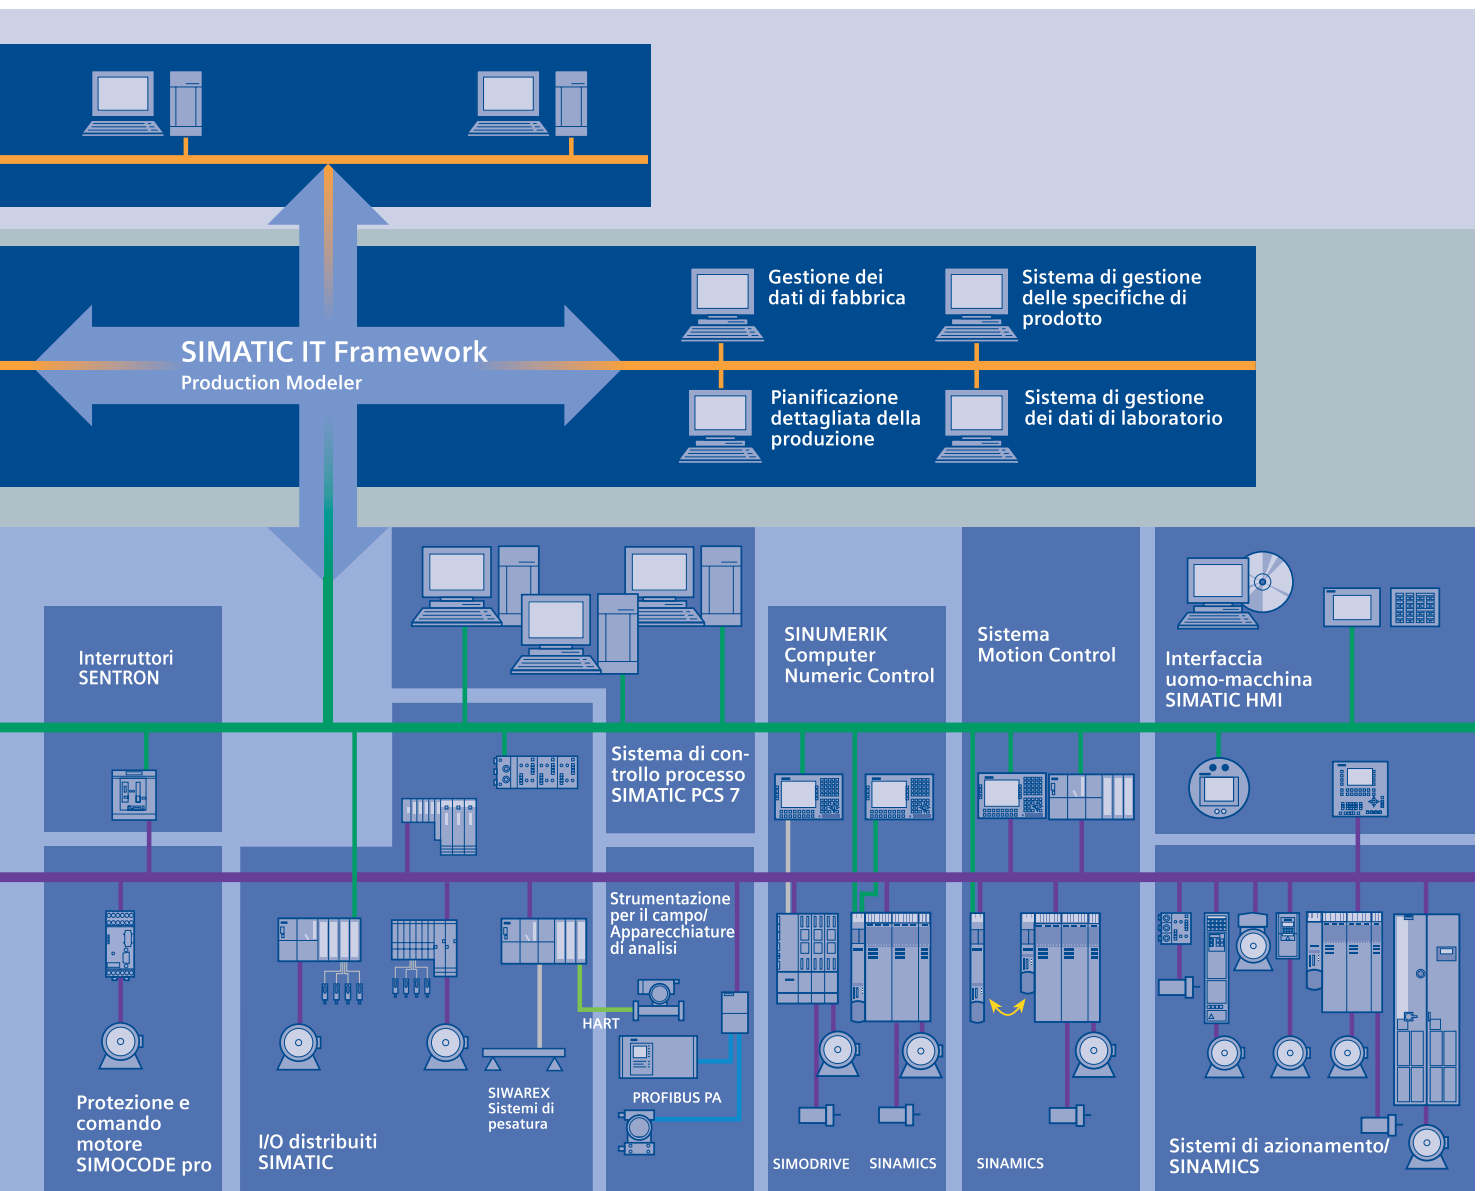 Gestione dei
dati di fabbrica
Sistema di gestione
delle specifiche di
prodotto
SIMATIC IT Framework
Production Modeler
Pianificazione
dettagliata della
produzione
Sistema di gestione
dei dati di laboratorio
Interruttori
SENTRON
SINUMERIK
Computer
Numeric Control
Sistema
Motion Control
Interfaccia
uomo-macchina
SIMATIC HMI
Sistema di con-
trollo processo
SIMATIC PCS 7
Strumentazione
per il campo/
Apparecchiature
di analisi
HART
PROFIBUS PA
SIWAREX
Sistemi di
pesatura
Protezione e
comando
motore
SIMOCODE pro
I/O distribuiti
SIMATIC
SIMODRIVE
SINAMICS
SINAMICS
Sistemi di azionamento/
SINAMICS